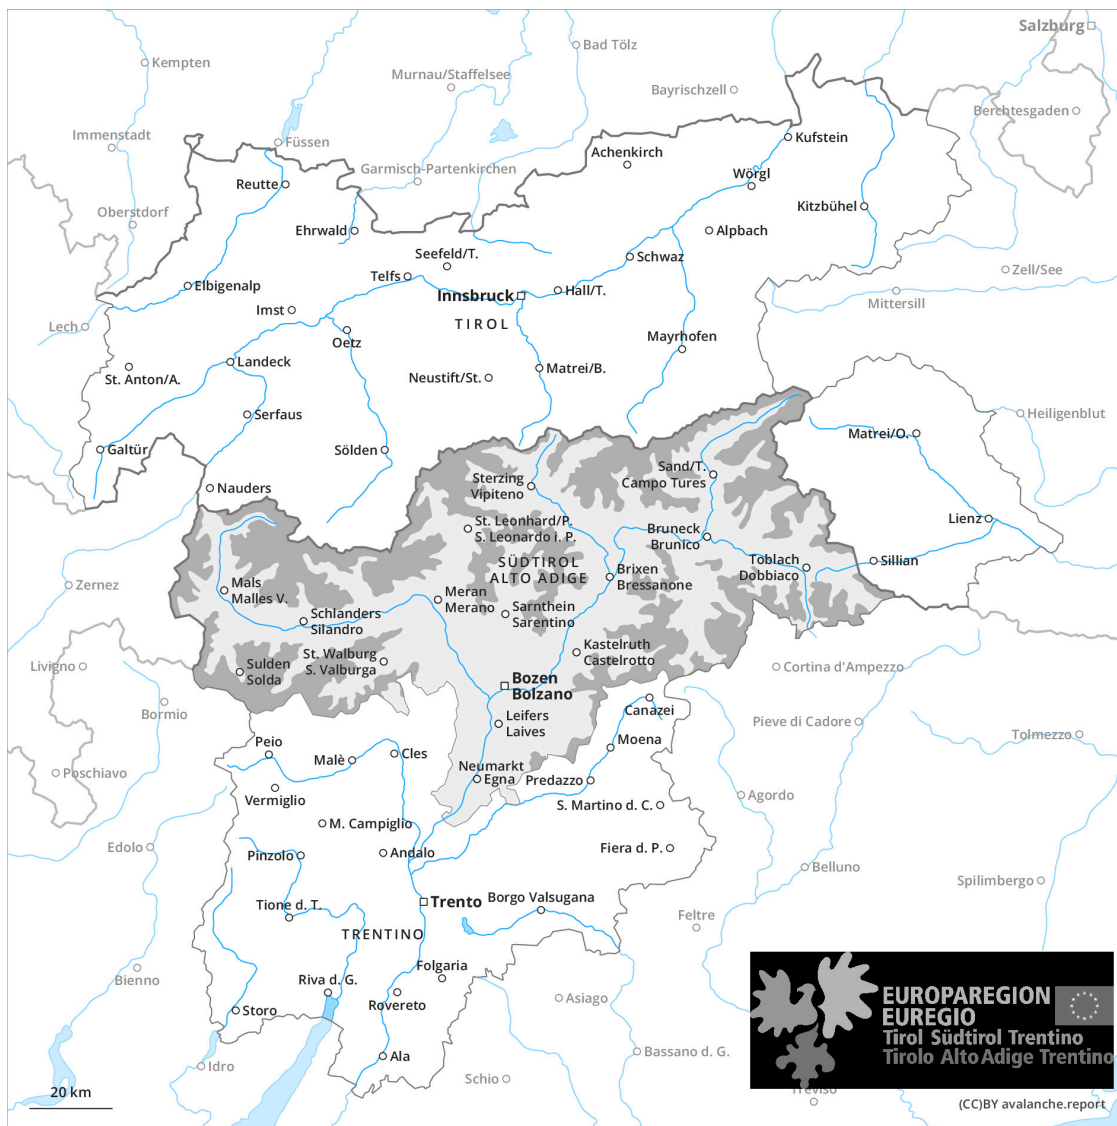 Salzburg
Kempten
Bad Tölz
Murnau/Staffelsee
Bayrischzell
Berchtesgaden
Immenstadt
Füssen
Kufstein
Achenkirch
Garmisch-Partenkirchen
Wörgl
Reutte
Kitzbühel
Oberstdorf
Ehrwald
Alpbach
Seefeld/T.
Schwaz
Telfs
Zell/See
Elbigenalp
Hall/T.
Innsbruck
Mittersill
Imst
TIROL
Lech
Oetz
Mayrhofen
Landeck
Matrei/B.
St. Anton/A.
Neustift/St.
Serfaus
Heiligenblut
Matrei/O.
Galtür
Sölden
Sand/T.
Campo Tures
Sterzing
Vipiteno
Nauders
St. Leonhard/P.
S. Leonardo i. P.
Lienz
Bruneck
Brunico
SÜDTIROL
ALTO ADIGE
Toblach
Dobbiaco
Sillian
Brixen
Bressanone
Zernez
Mals
Malles V.
Meran
Merano
Sarnthein
Sarentino
Schlanders
Silandro
Kastelruth
Castelrotto
St. Walburg
S. Valburga
Livigno
Sulden
Solda
Cortina d'Ampezzo
Bozen
Bolzano
Bormio
Canazei
Leifers
Laives
Pieve di Cadore
Tolmezzo
Moena
Peio
Cles
Malè
Neumarkt
Egna
Poschiavo
Predazzo
Vermiglio
Agordo
S. Martino d. C.
M. Campiglio
Edolo
Pinzolo
Andalo
Fiera d. P.
Belluno
Spilimbergo
Trento
Borgo Valsugana
Tione d. T.
Feltre
TRENTINO
Folgaria
Bienno
Riva d. G.
Rovereto
Asiago
Storo
EUROPAREGION
EUREGIO
Tirol Südtirol Trentino
Tirolo Alto Adige Trentino
Ala
Bassano d. G.
Idro
Schio
Treviso
20 km
(CC)BY avalanche.report